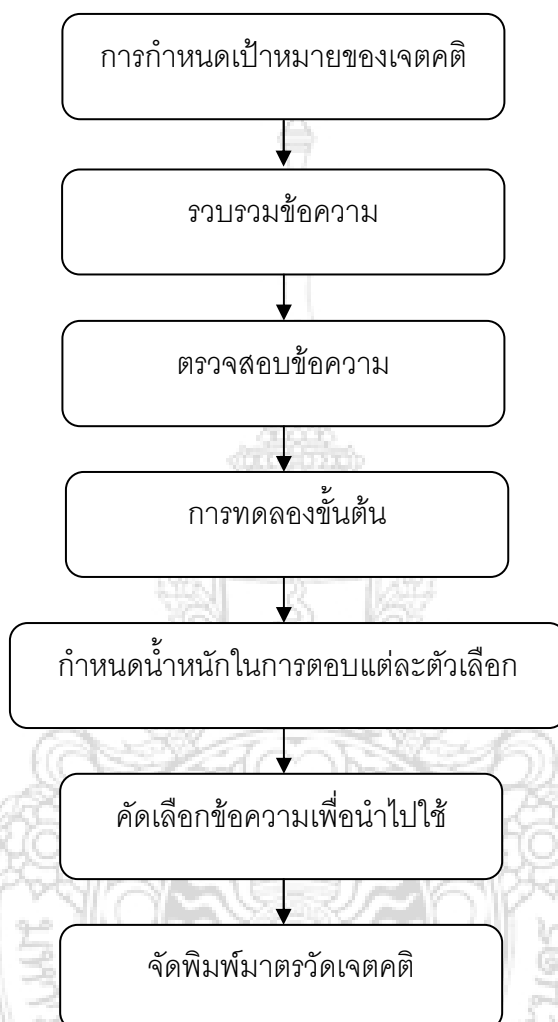 การกำหนดเป้าหมายของเจตคติ
รวบรวมข้อความ
ตรวจสอบข้อความ
การทดลองขั้นต้น
กำหนดน้ำหนักในการตอบแต่ละตัวเลือก
คัดเลือกข้อความเพื่อนำไปใช้
จัดพิมพ์มาตรวัดเจตคติ